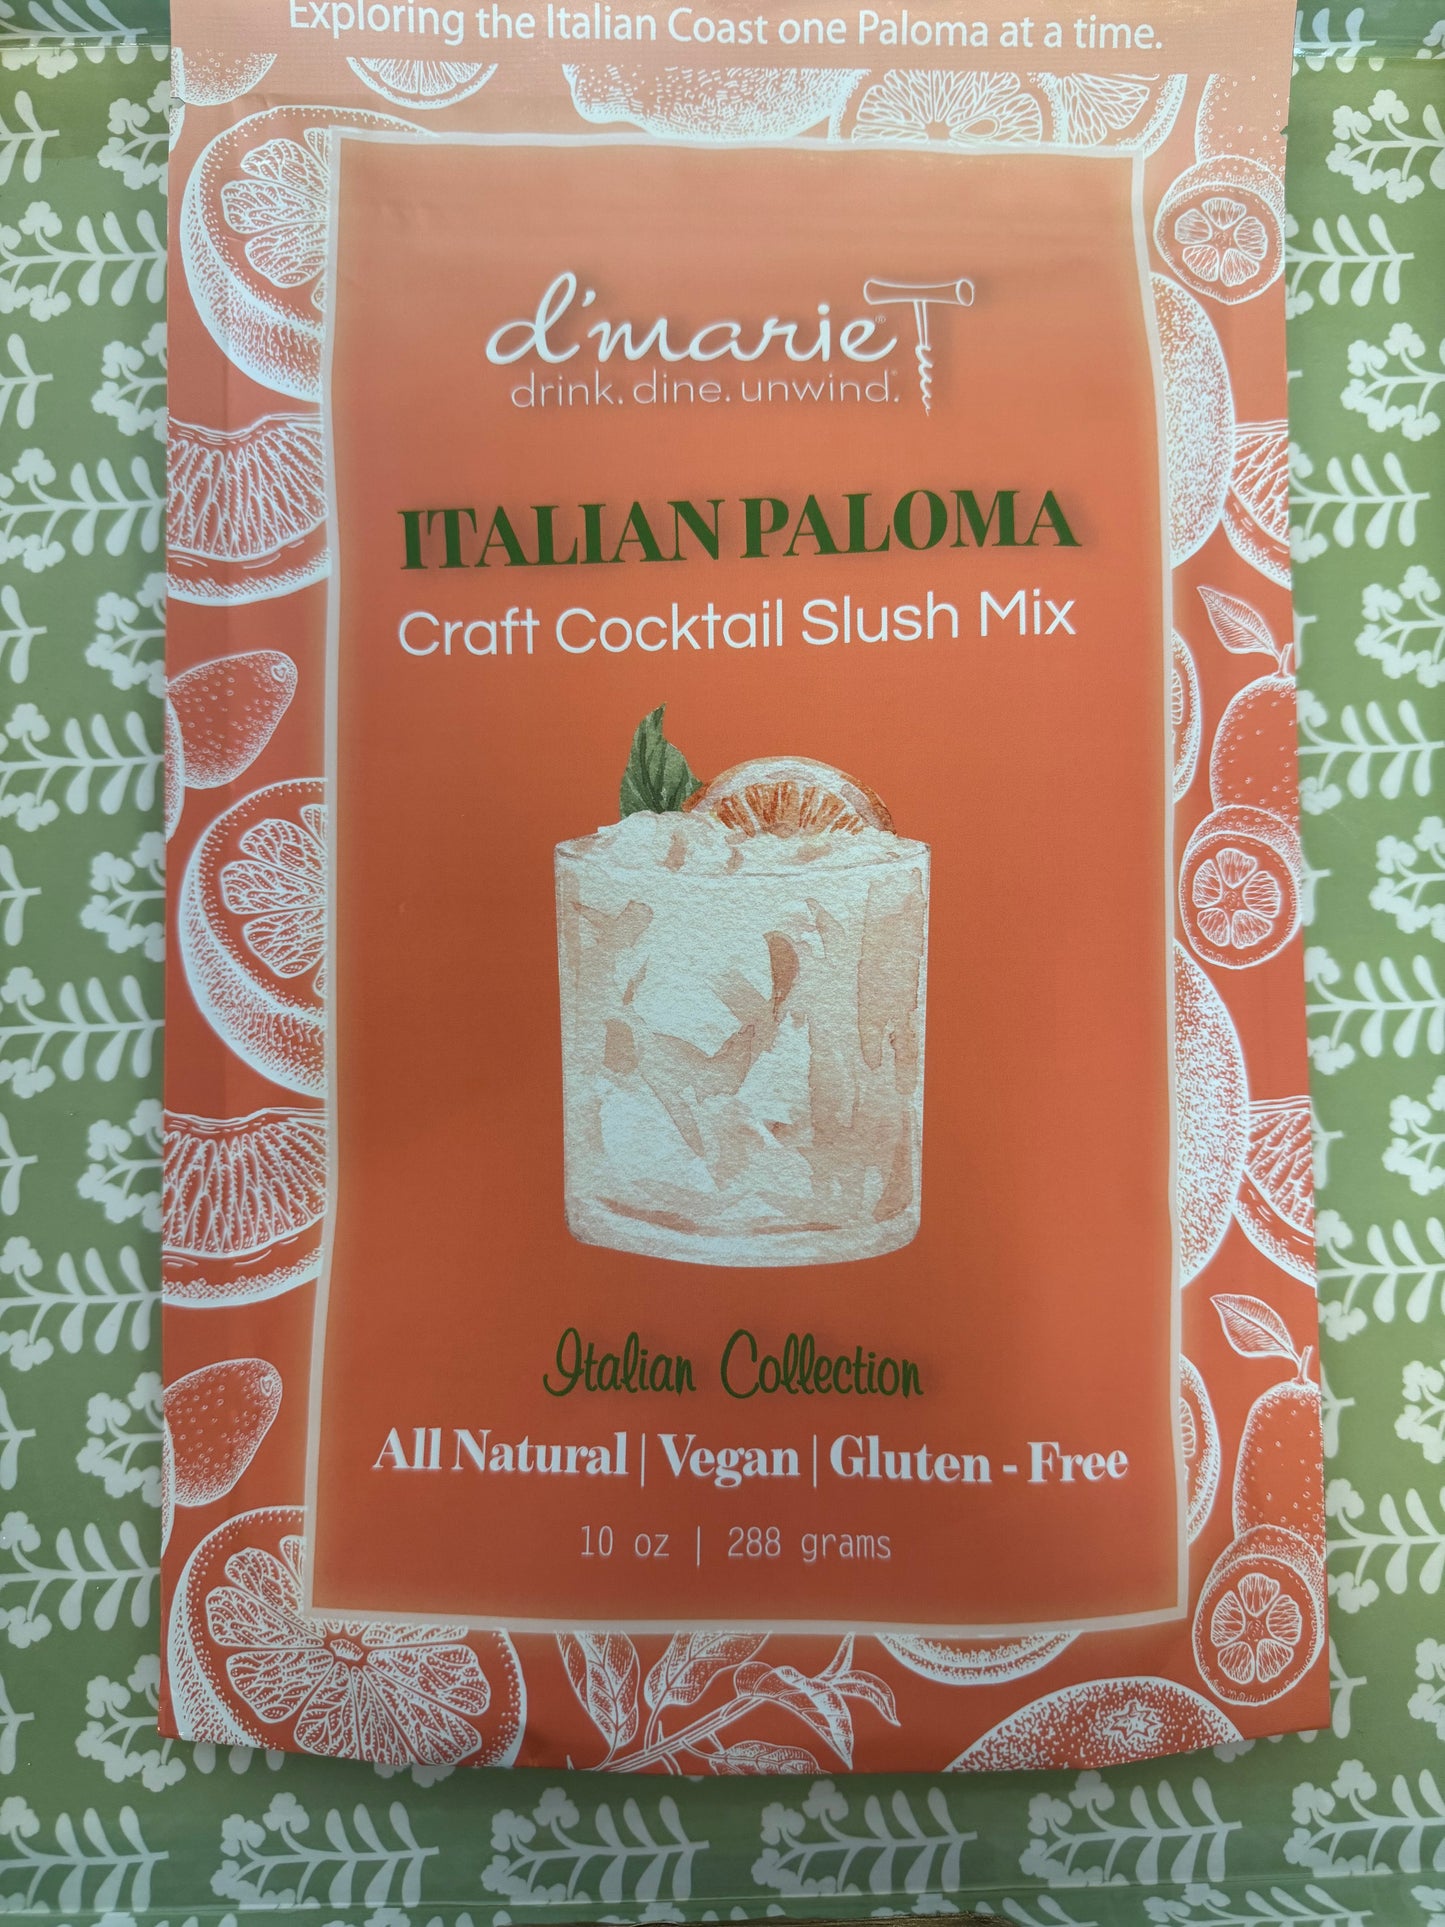 Exploring the Italian Coast one Paloma at a time.
d'marie®
drink. dine. unwind.®
ITALIAN PALOMA
Craft Cocktail Slush Mix
Italian Collection
All Natural | Vegan | Gluten - Free
10 oz | 288 grams